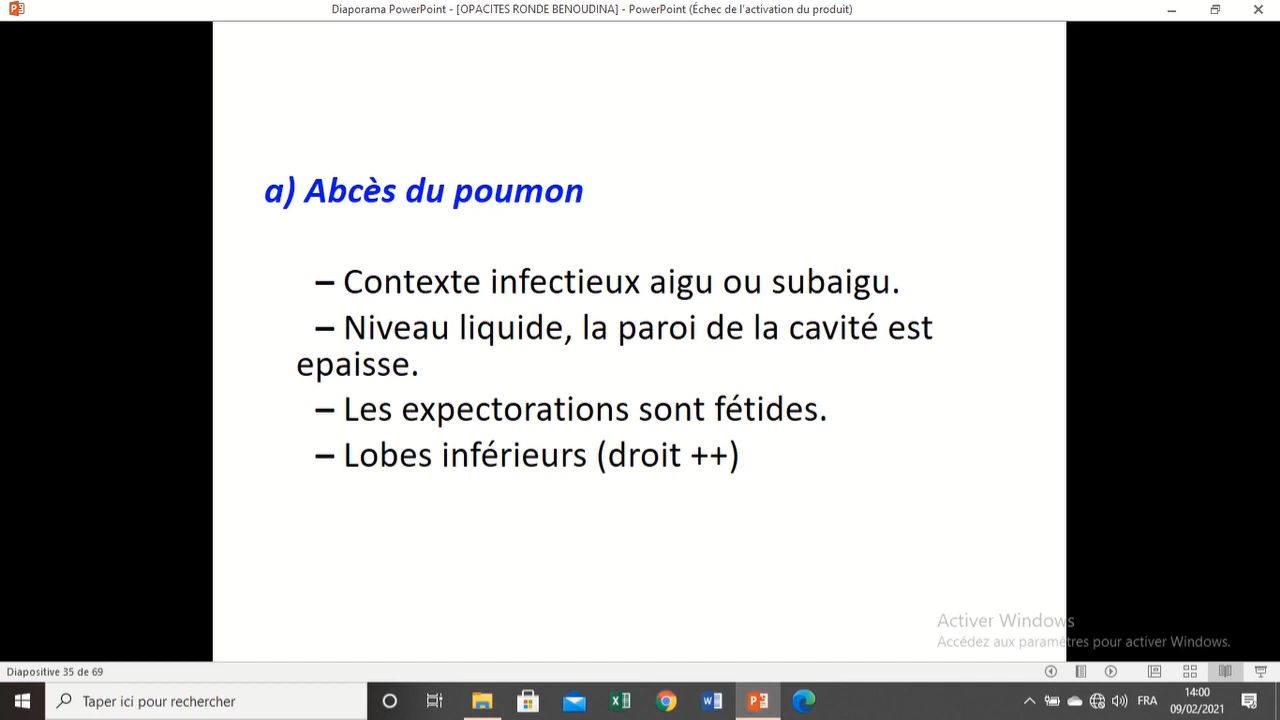 Diaporama PowerPoint - [OPACITES RONDE BENOUDINA] - PowerPoint (Échec de l'activation du produit)
a) Abcès du poumon
– Contexte infectieux aigu ou subaigu.
– Niveau liquide, la paroi de la cavité est
epaisse.
– Les expectorations sont fétides.
– Lobes inférieurs (droit ++)
Activer Windows
Accédez aux paramètres pour activer Windows.
Diapositive 35 de 69
Taper ici pour rechercher
FRA
14:00
09/02/2021